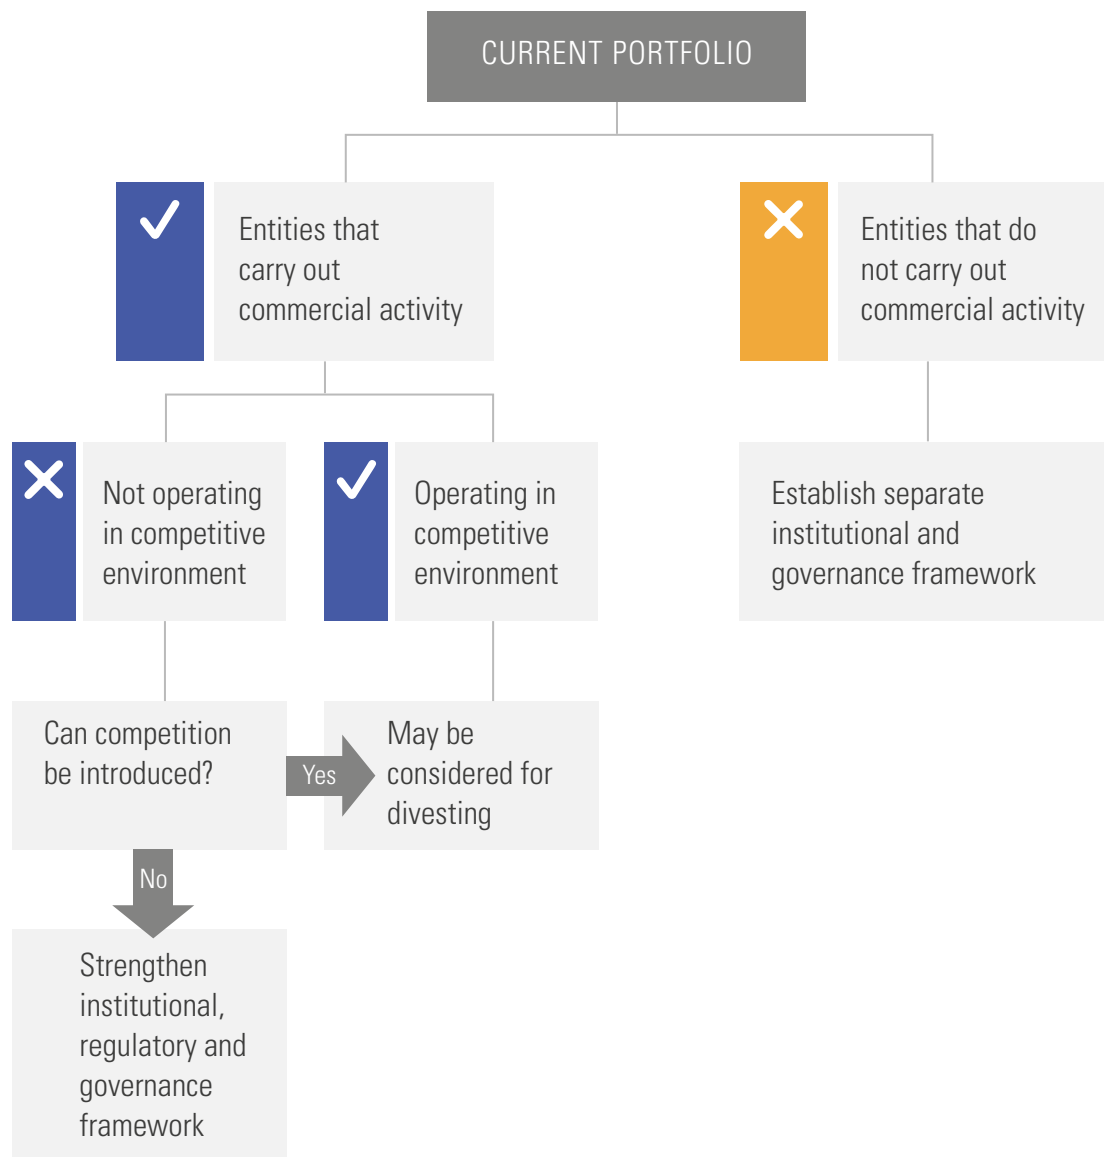 CURRENT PORTFOLIO
Entities that
carry out
commercial activity
Entities that do
not carry out
commercial activity
Not operating
in competitive
environment
Operating in
competitive
environment
Establish separate
institutional and
governance framework
Can competition
be introduced?
Yes
May be
considered for
divesting
No
Strengthen
institutional,
regulatory and
governance
framework